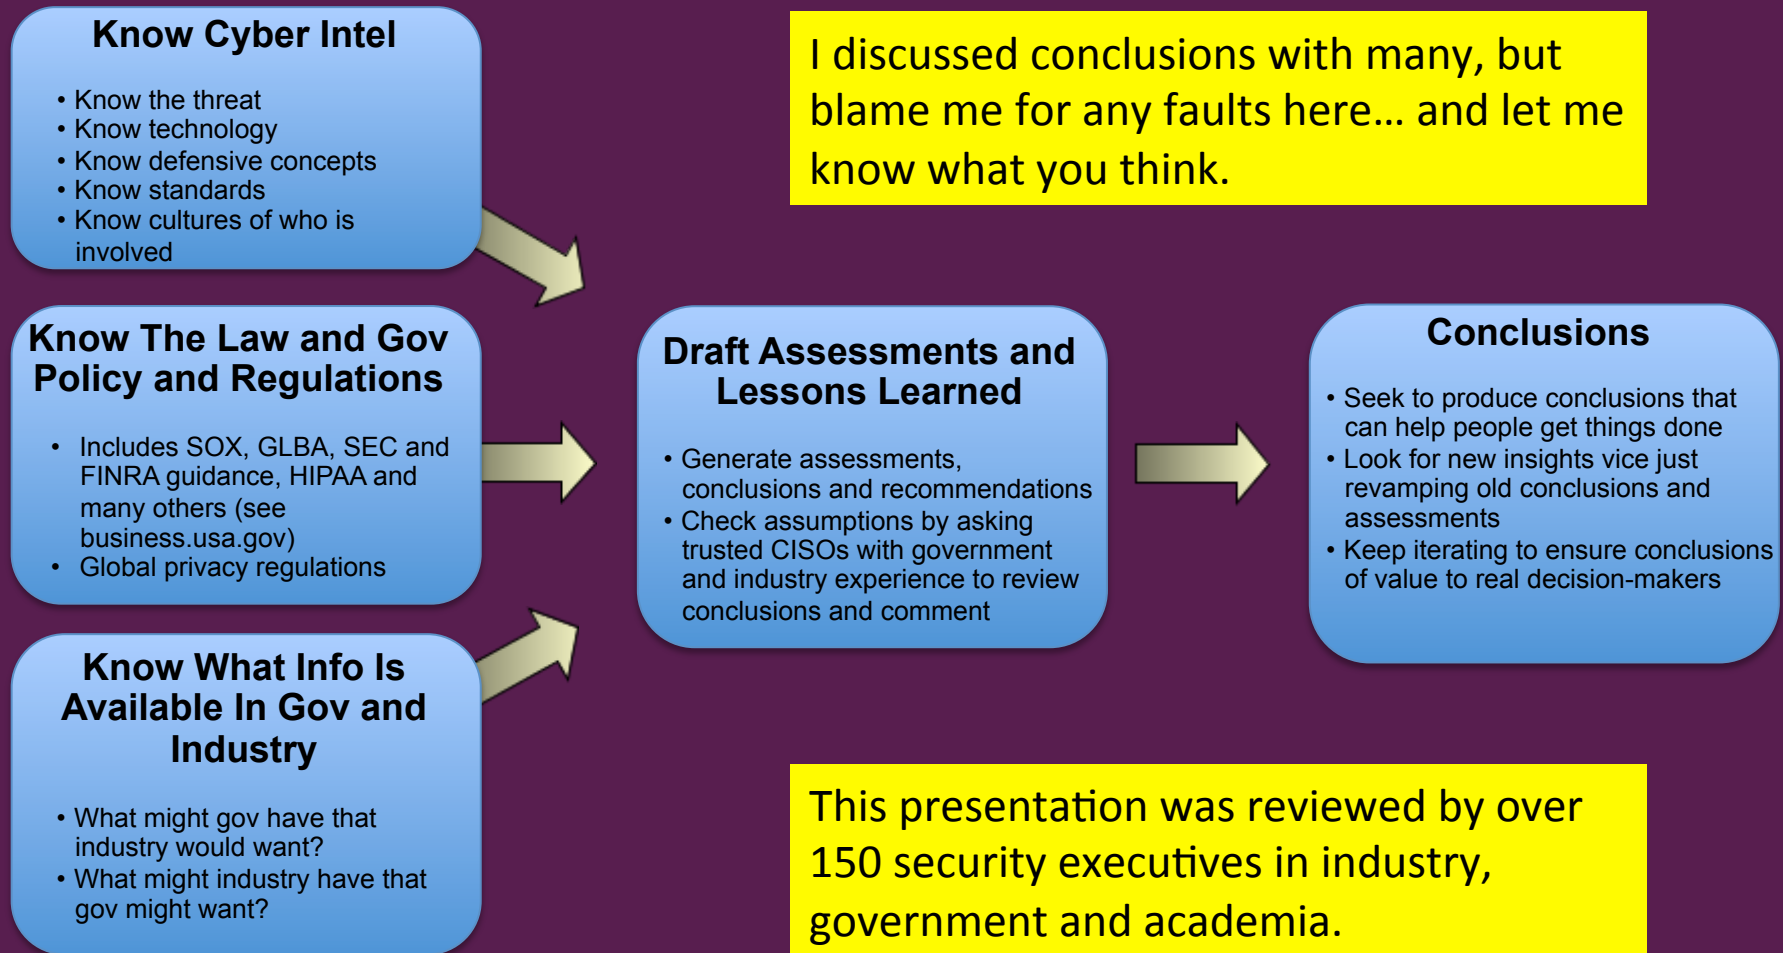 Know Cyber Intel
• Know the threat
• Know technology
• Know defensive concepts
• Know standards
• Know cultures of who is
involved
I discussed conclusions with many, but
blame me for any faults here... and let me
know what you think.
Know The Law and Gov
Policy and Regulations
• Includes SOX, GLBA, SEC and
FINRA guidance, HIPAA and
many others (see
business.usa.gov)
• Global privacy regulations
Draft Assessments and
Lessons Learned
• Generate assessments,
conclusions and recommendations
• Check assumptions by asking
trusted CISOs with government
and industry experience to review
conclusions and comment
Conclusions
• Seek to produce conclusions that
can help people get things done
• Look for new insights vice just
revamping old conclusions and
assessments
• Keep iterating to ensure conclusions
of value to real decision-makers
Know What Info Is
Available In Gov and
Industry
• What might gov have that
industry would want?
• What might industry have that
gov might want?
This presentation was reviewed by over
150 security executives in industry,
government and academia.